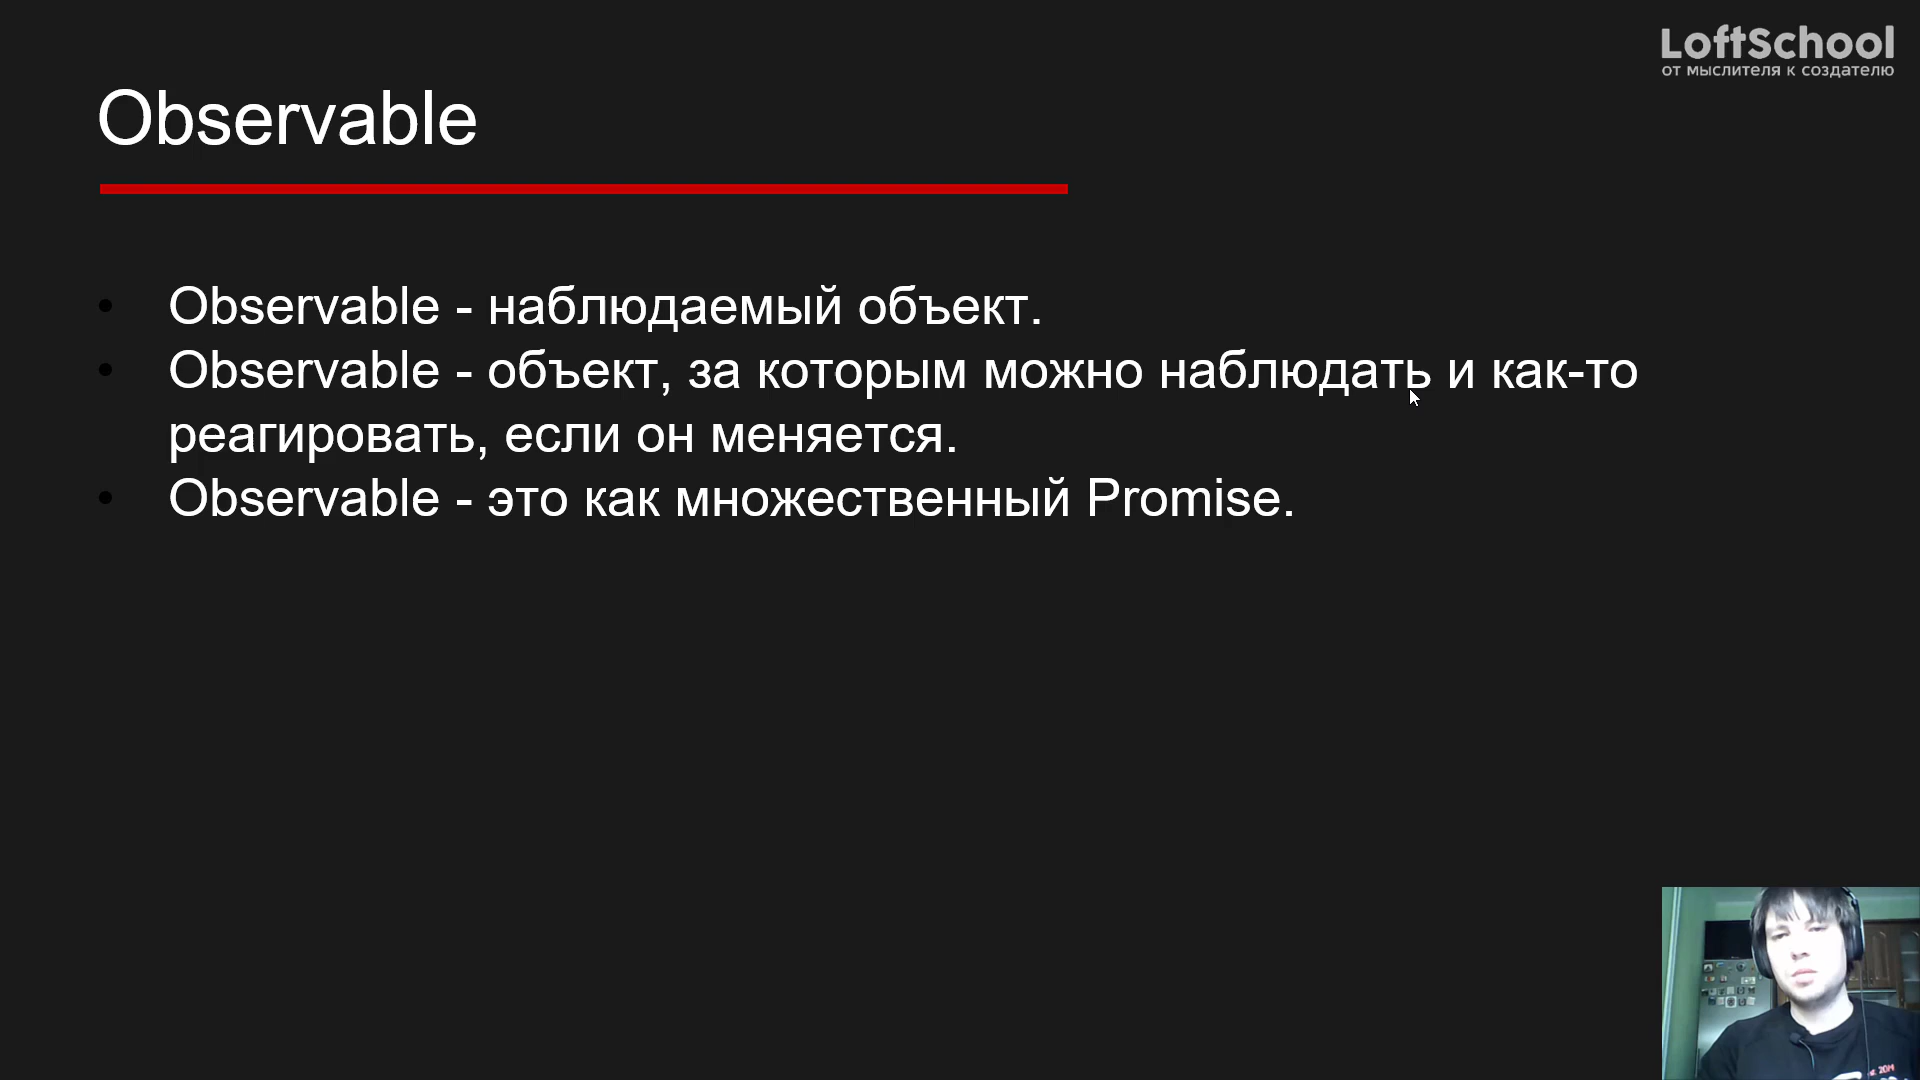 LoftSchool
от мыслителя к создателю
Observable
Observable - наблюдаемый объект.
Observable - объект, за которым можно наблюдать и как-то
реагировать, если он меняется.
Observable - это как множественный Promise.